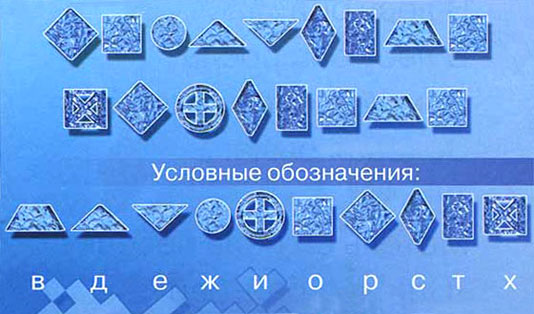 Условные обозначения:
в д е ж и о р с т х